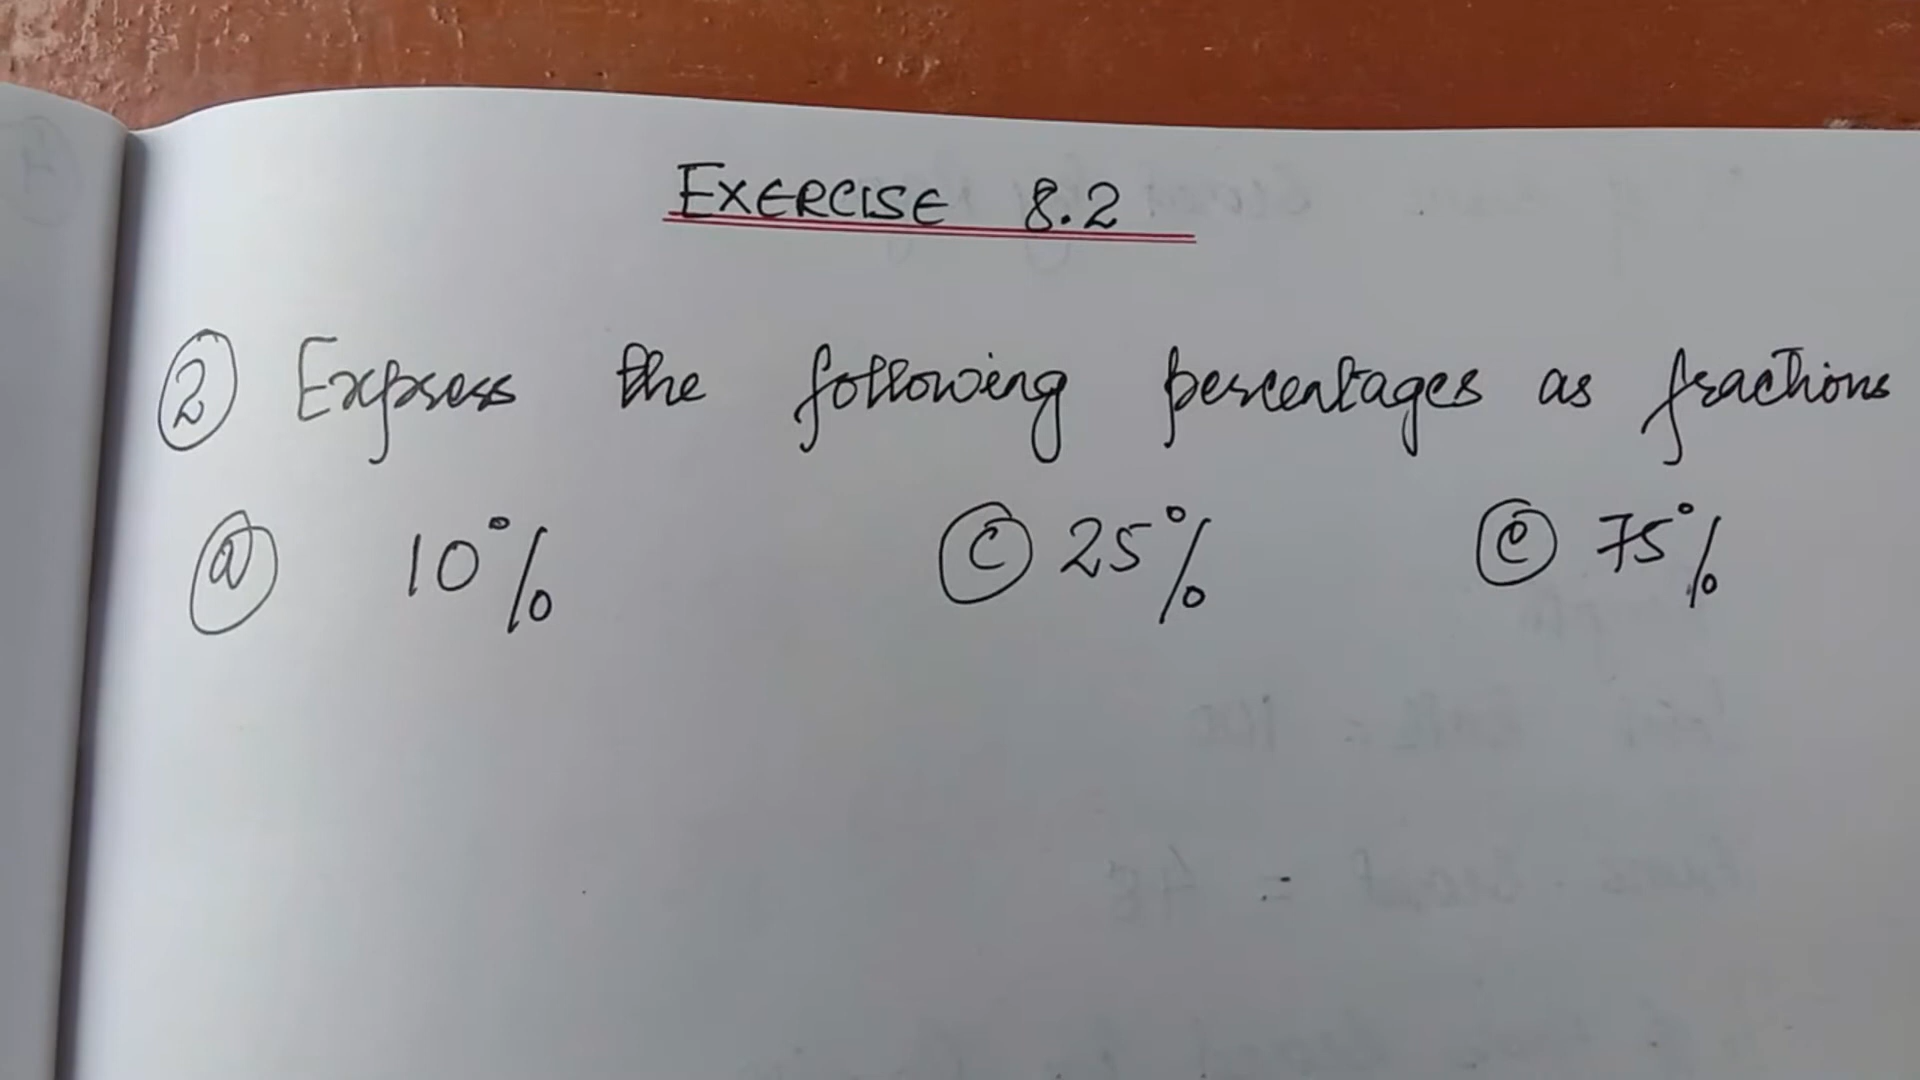 EXERCISE 8.2
② Express the following percentages as fractions
ⓐ 10% ⓒ 25% ⓔ 75%